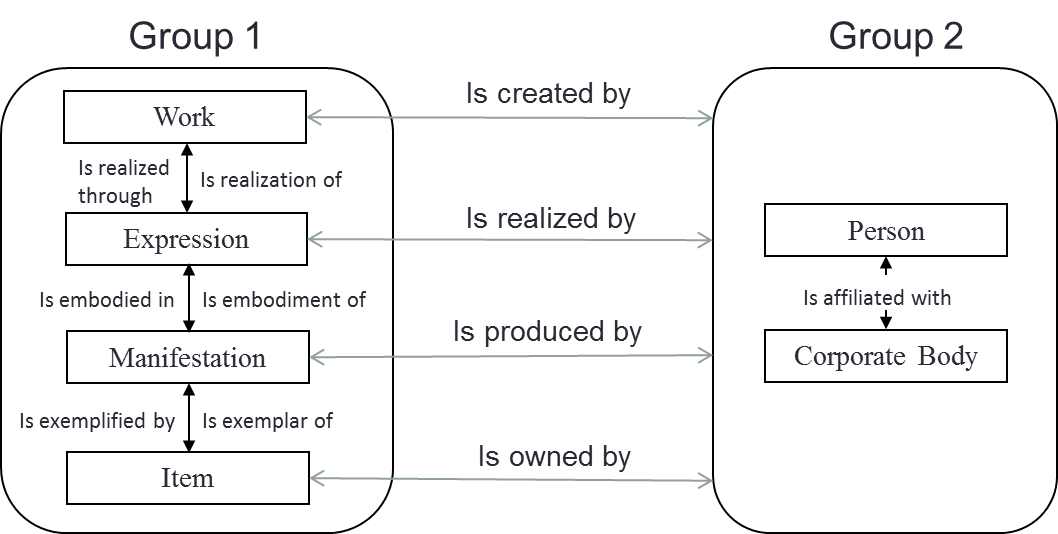 Group 1
Group 2
Work
Is created by
Is realized
through
Is realization of
Expression
Is realized by
Person
Is embodied in
Is embodiment of
Is affiliated with
Manifestation
Is produced by
Corporate Body
Is exemplified by
Is exemplar of
Item
Is owned by